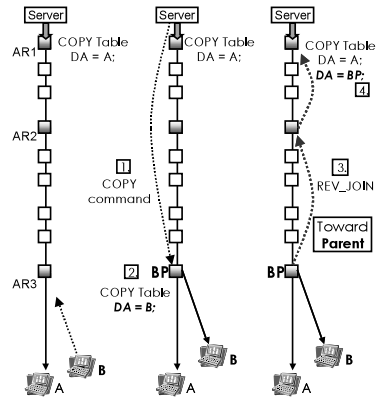 Server
AR1
COPY Table
DA = A;
AR2
AR3
A
B
Server
COPY Table
DA = A;
1.
COPY
command
2.
BP
COPY Table
DA = B;
A
B
Server
COPY Table
DA = A;
DA = BP;
4.
3.
REV_JOIN
Toward
Parent
BP
A
B